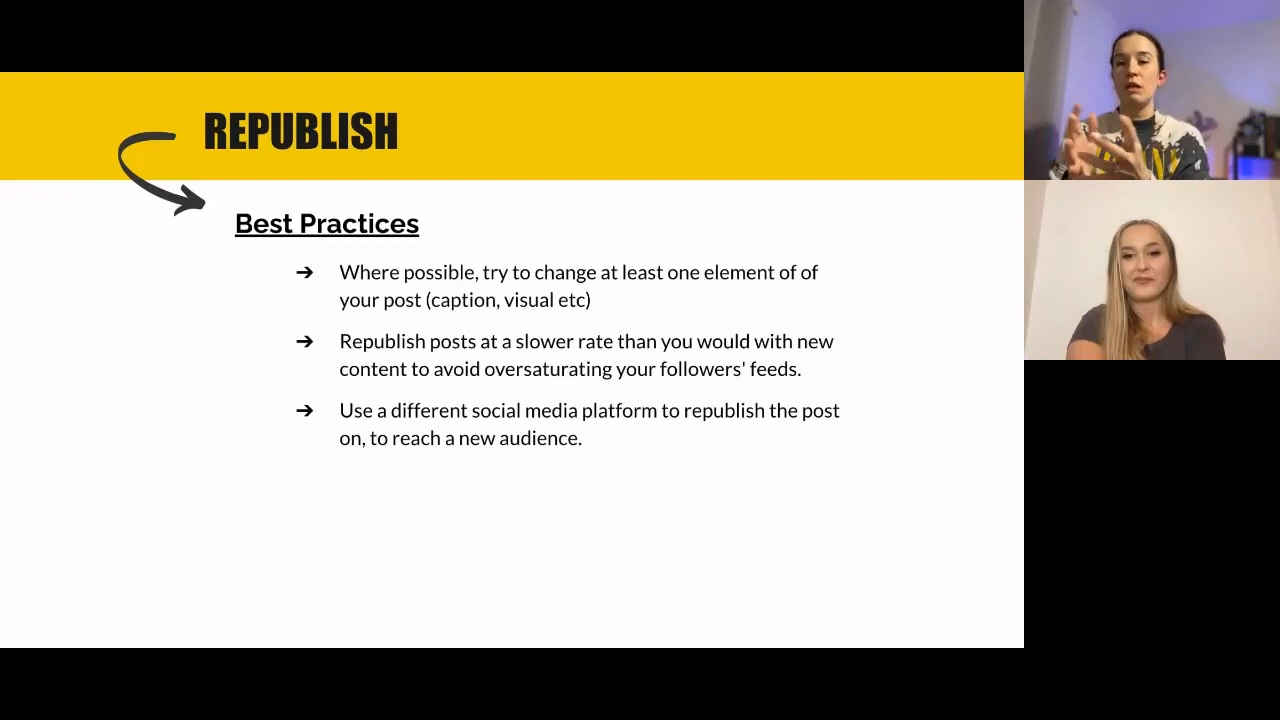 REPUBLISH
Best Practices
➔ Where possible, try to change at least one element of of
your post (caption, visual etc)
➔ Republish posts at a slower rate than you would with new
content to avoid oversaturating your followers' feeds.
➔ Use a different social media platform to republish the post
on, to reach a new audience.